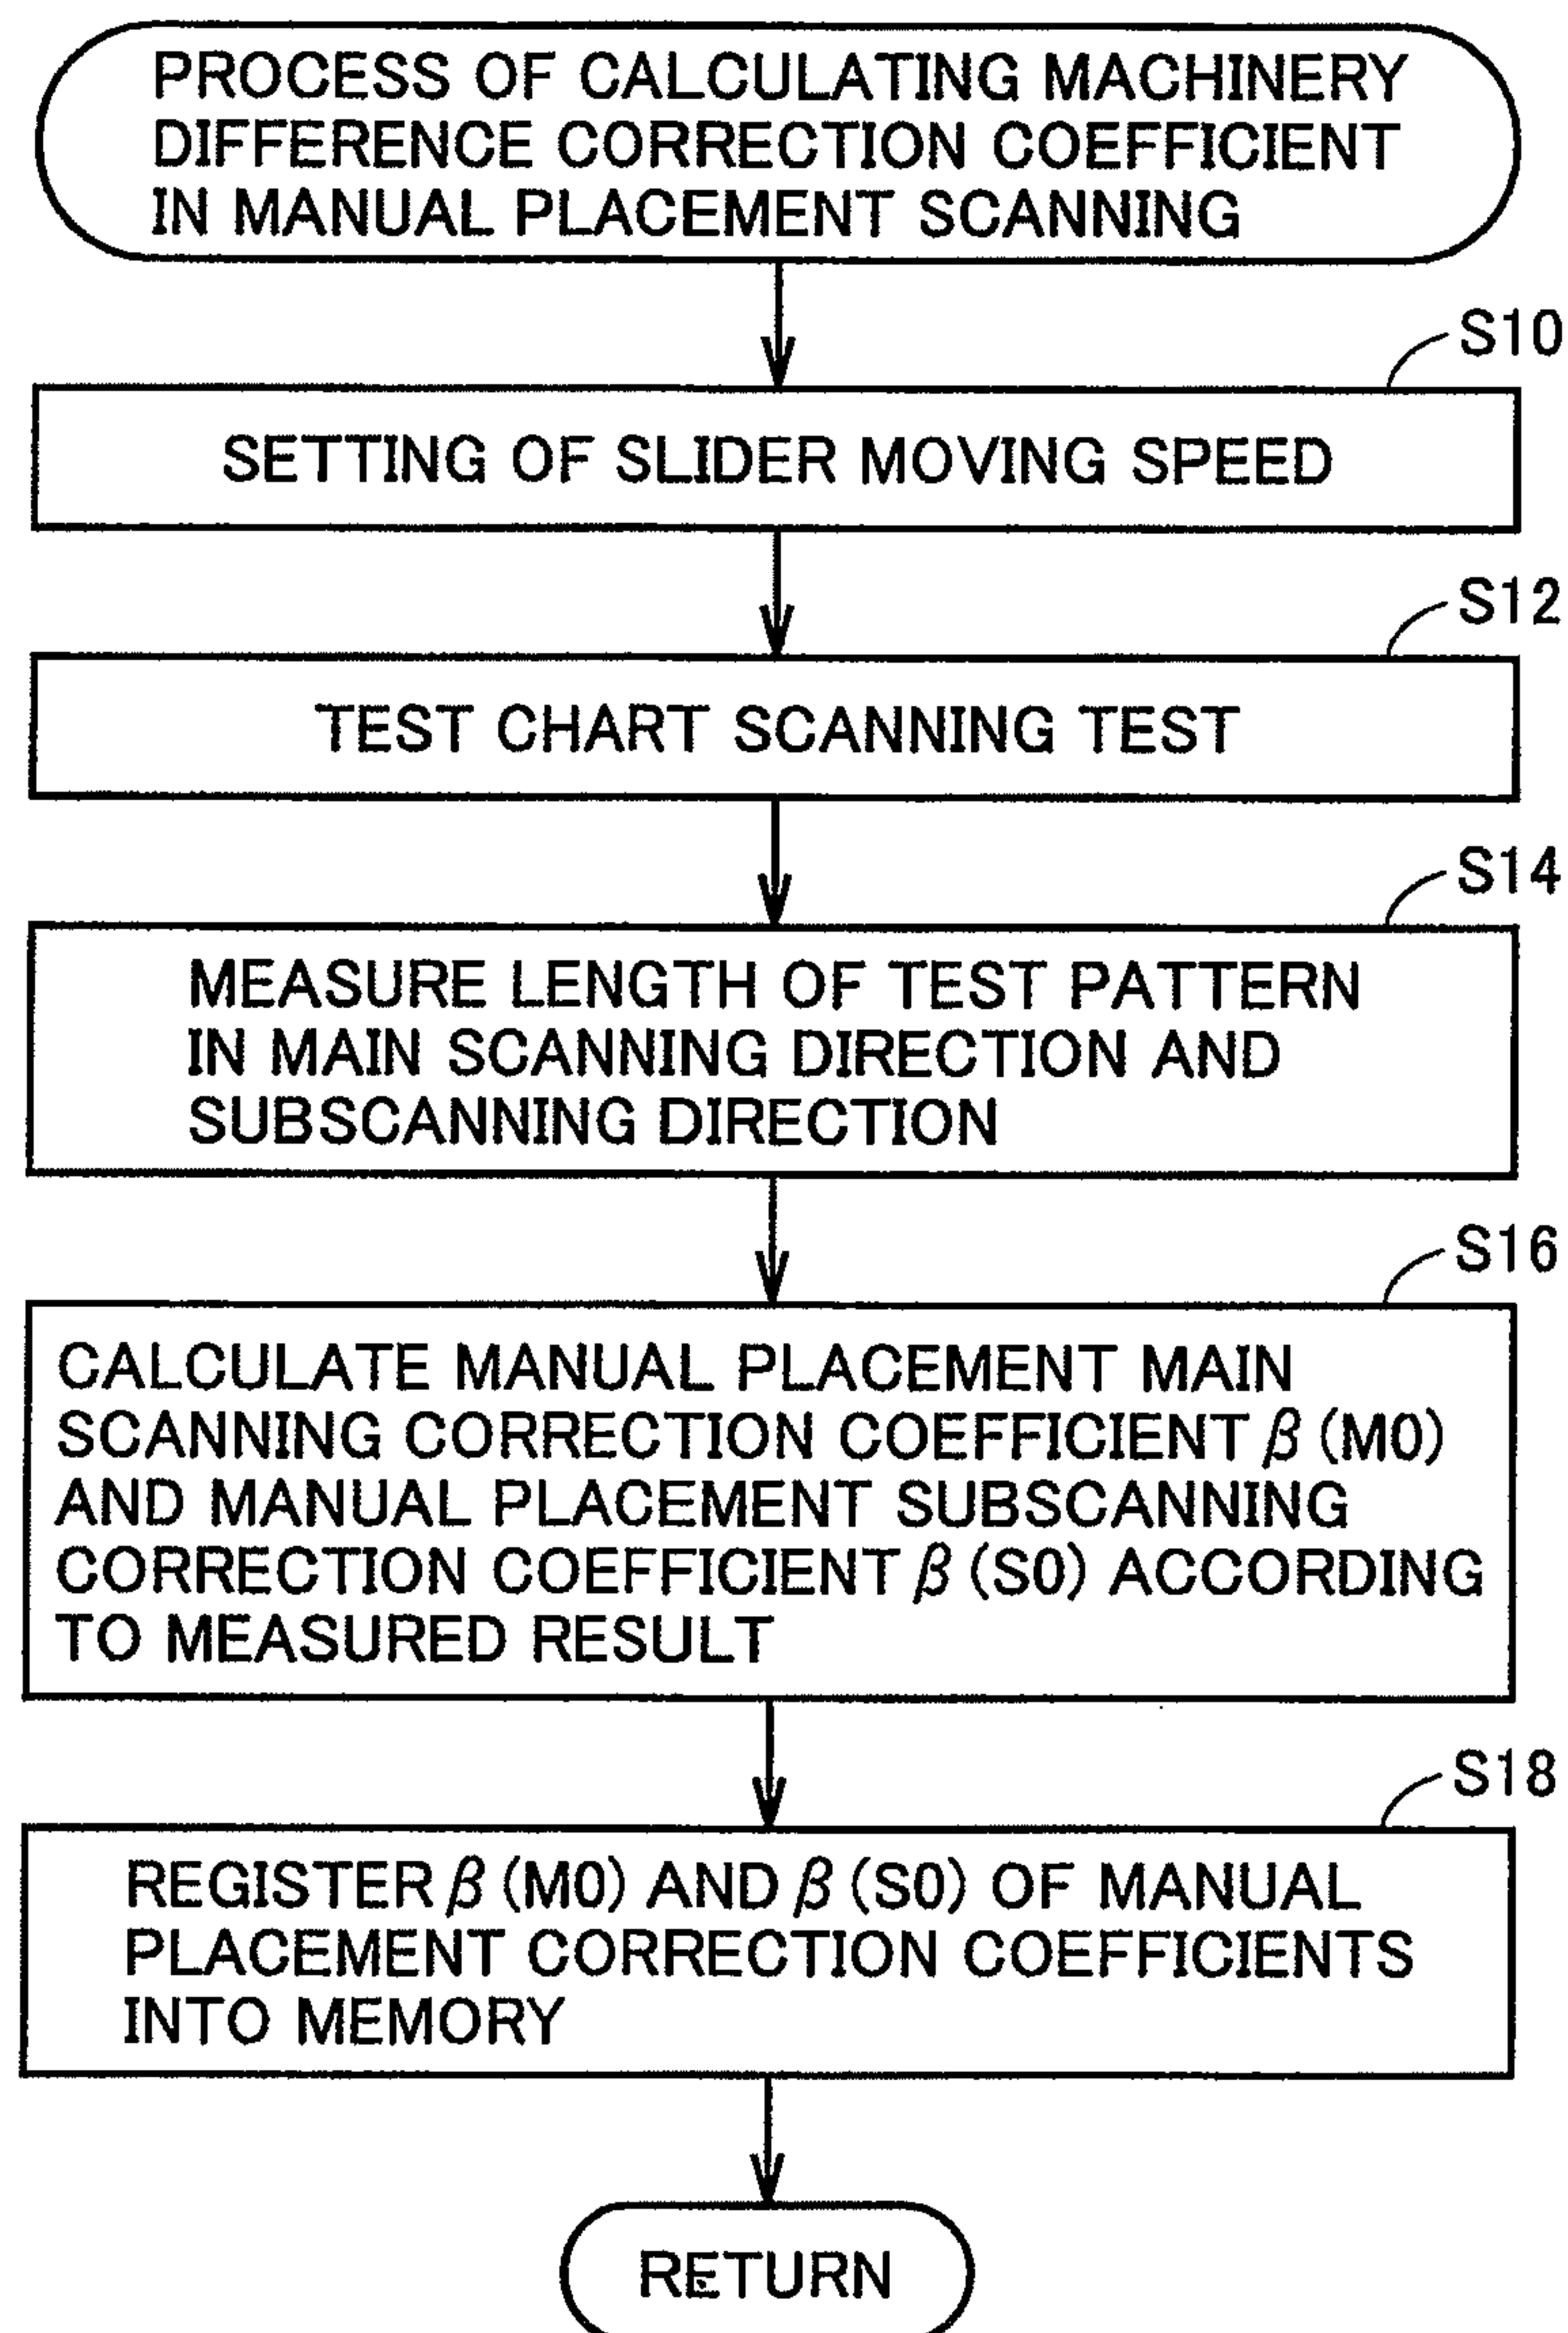 PROCESS OF CALCULATING MACHINERY
DIFFERENCE CORRECTION COEFFICIENT
IN MANUAL PLACEMENT SCANNING
S10
SETTING OF SLIDER MOVING SPEED
S12
TEST CHART SCANNING TEST
S14
MEASURE LENGTH OF TEST PATTERN
IN MAIN SCANNING DIRECTION AND
SUBSCANNING DIRECTION
S16
CALCULATE MANUAL PLACEMENT MAIN
SCANNING CORRECTION COEFFICIENT β (M0)
AND MANUAL PLACEMENT SUBSCANNING
CORRECTION COEFFICIENT β (S0) ACCORDING
TO MEASURED RESULT
S18
REGISTER β (M0) AND β (S0) OF MANUAL
PLACEMENT CORRECTION COEFFICIENTS
INTO MEMORY
RETURN